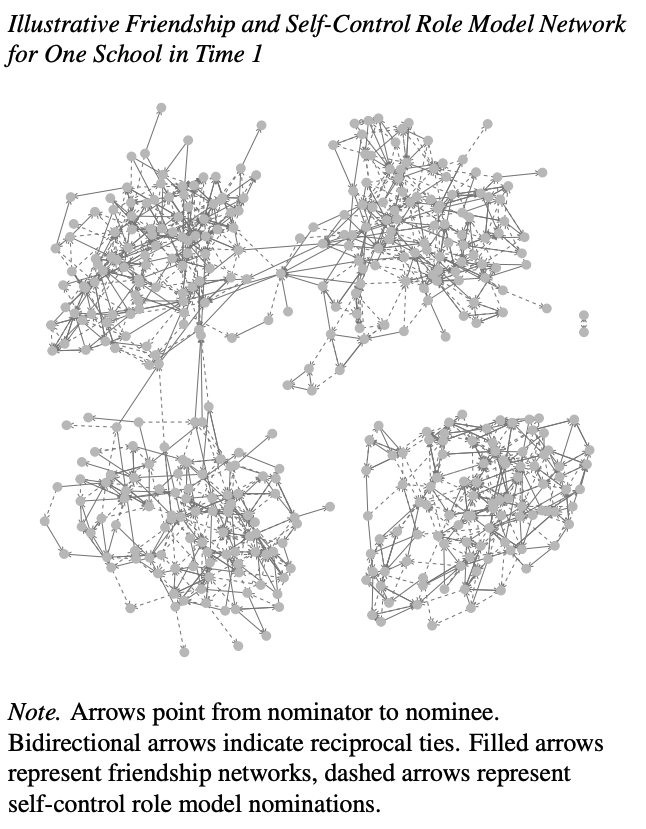 Illustrative Friendship and Self-Control Role Model Network
for One School in Time 1
Note. Arrows point from nominator to nominee.
Bidirectional arrows indicate reciprocal ties. Filled arrows
represent friendship networks, dashed arrows represent
self-control role model nominations.